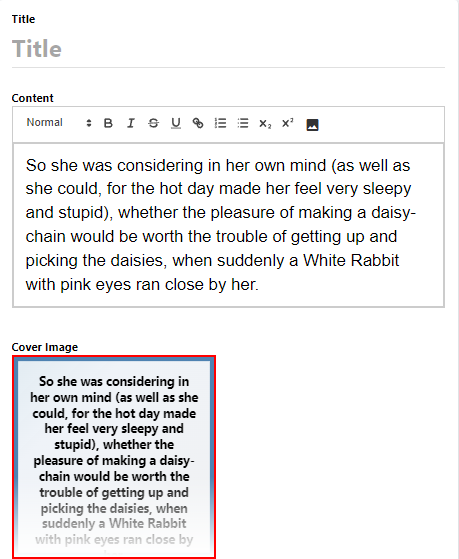 Title
Title
Content
Normal B I S U X₂ X²
So she was considering in her own mind (as well as
she could, for the hot day made her feel very sleepy
and stupid), whether the pleasure of making a daisy-
chain would be worth the trouble of getting up and
picking the daisies, when suddenly a White Rabbit
with pink eyes ran close by her.
Cover Image
So she was considering in
her own mind (as well as she
could, for the hot day made
her feel very sleepy and
stupid), whether the
pleasure of making a daisy-
chain would be worth the
trouble of getting up and
picking the daisies, when
suddenly a White Rabbit
with pink eyes ran close by